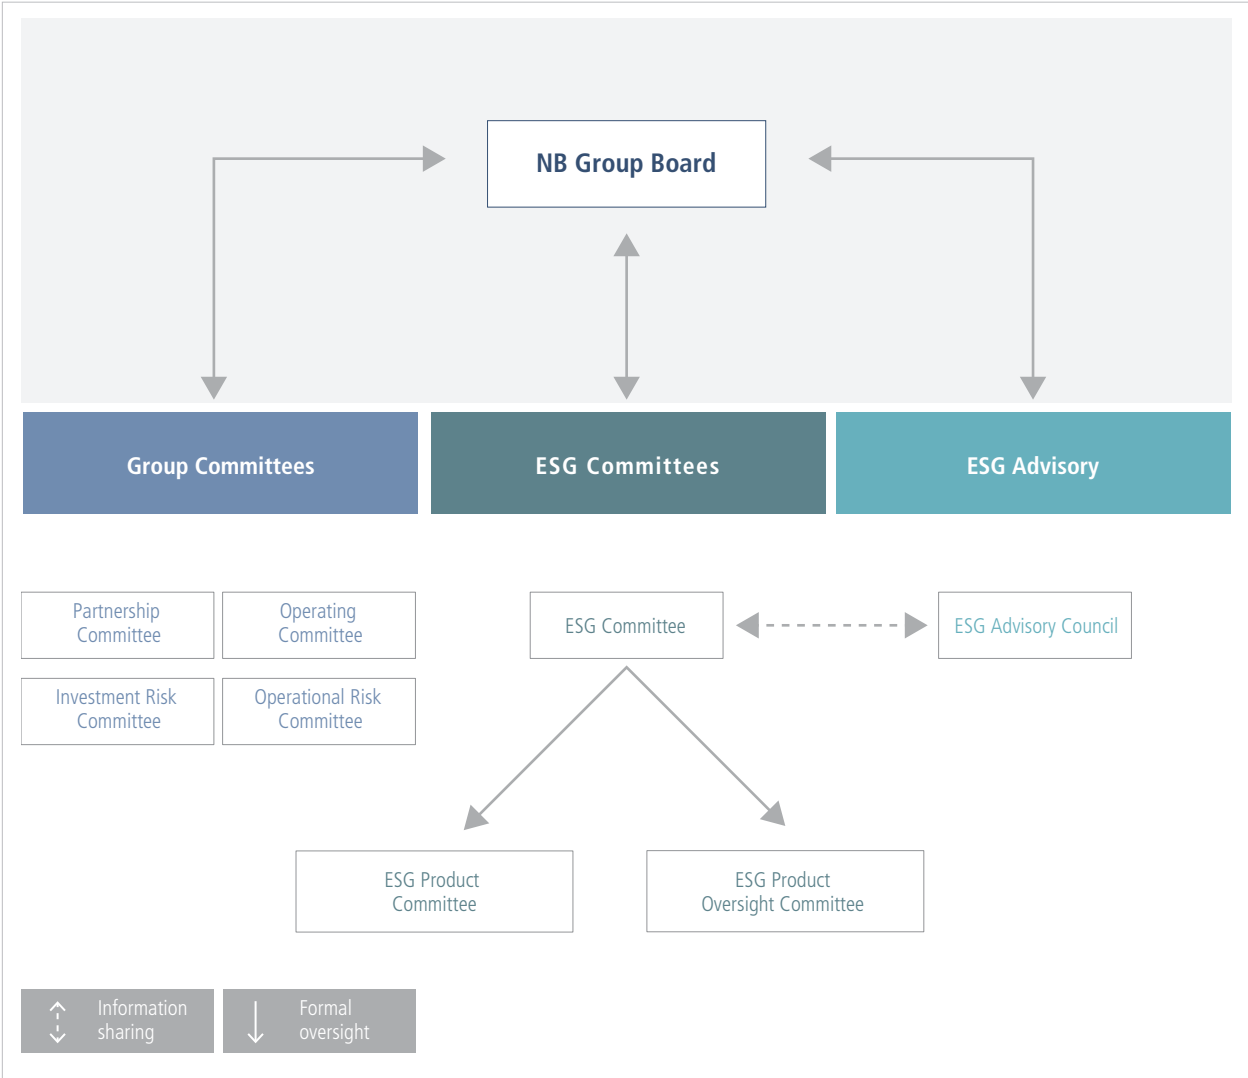 NB Group Board
Group Committees
ESG Committees
ESG Advisory
Partnership
Committee
Operating
Committee
ESG Committee
ESG Advisory Council
Investment Risk
Committee
Operational Risk
Committee
ESG Product
Committee
ESG Product
Oversight Committee
Information
sharing
Formal
oversight